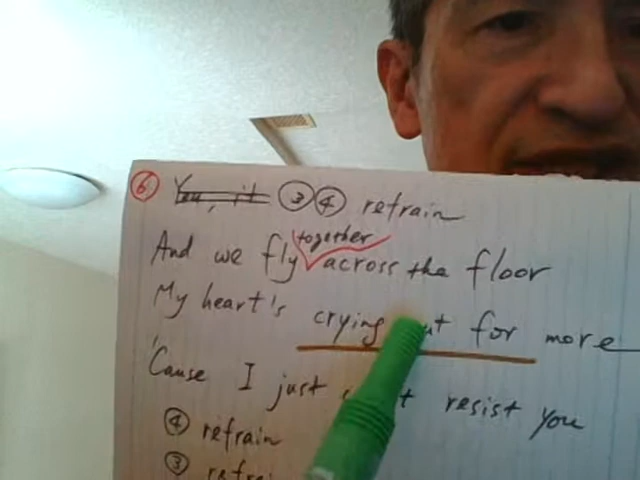 ⑥ You, it ③ ④ refrain
together
And we fly across the floor
My heart's crying for more
'Cause I just resist you
④ refrain
③